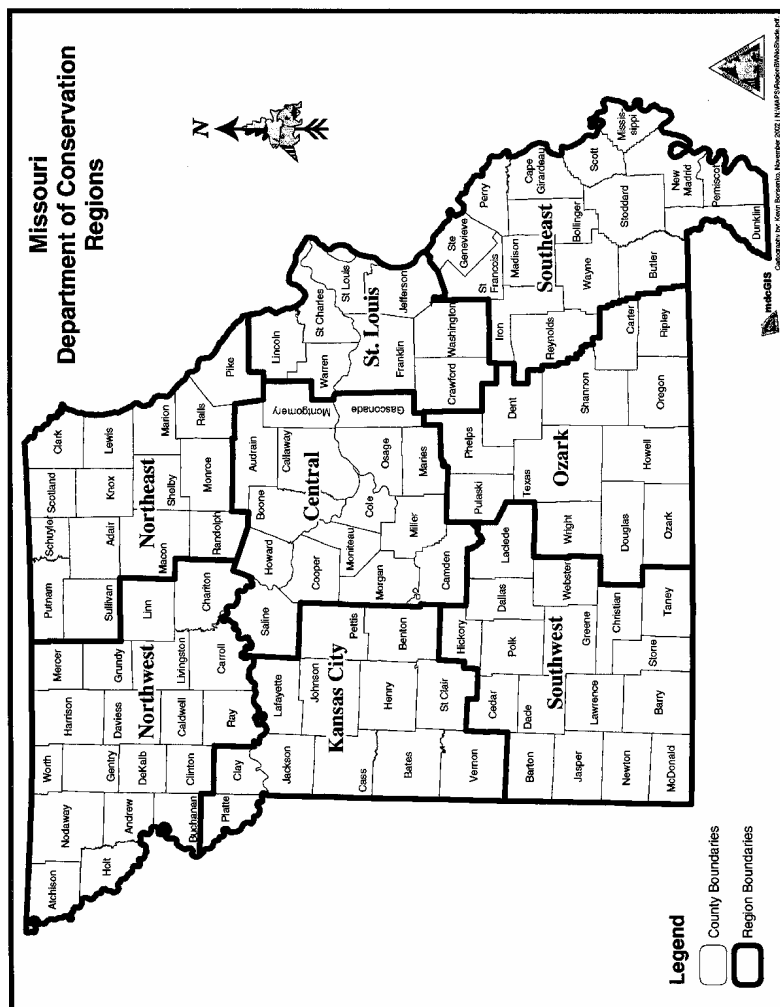 Missouri
Department of Conservation
Regions
N
Atchison
Nodaway
Worth
Harrison
Mercer
Putnam
Schuyler
Scotland
Clark
Holt
Andrew
Gentry
DeKalb
Daviess
Grundy
Sullivan
Adair
Knox
Lewis
Northwest
Northeast
Buchanan
Clinton
Caldwell
Livingston
Linn
Macon
Shelby
Marion
Platte
Clay
Ray
Carroll
Chariton
Randolph
Monroe
Ralls
Pike
Jackson
Lafayette
Saline
Howard
Boone
Audrain
Callaway
Montgomery
Lincoln
Warren
St Charles
St Louis
St. Louis
Kansas City
Central
Cass
Johnson
Pettis
Cooper
Moniteau
Cole
Osage
Gasconade
Franklin
Jefferson
Bates
Henry
Benton
Morgan
Miller
Maries
Crawford
Washington
Vernon
St Clair
Hickory
Camden
Pulaski
Phelps
Dent
Iron
St
Francois
Ste
Genevieve
Perry
Madison
Cape
Girardeau
Bollinger
Southeast
Barton
Cedar
Dade
Polk
Dallas
Laclede
Texas
Reynolds
Wayne
Scott
Missis-
sippi
Stoddard
Southwest
Ozark
Jasper
Lawrence
Greene
Webster
Wright
Shannon
Carter
Butler
New
Madrid
Newton
McDonald
Barry
Stone
Christian
Taney
Douglas
Ozark
Howell
Oregon
Ripley
Dunklin
Pemiscot
Legend
County Boundaries
Region Boundaries
mdcGIS